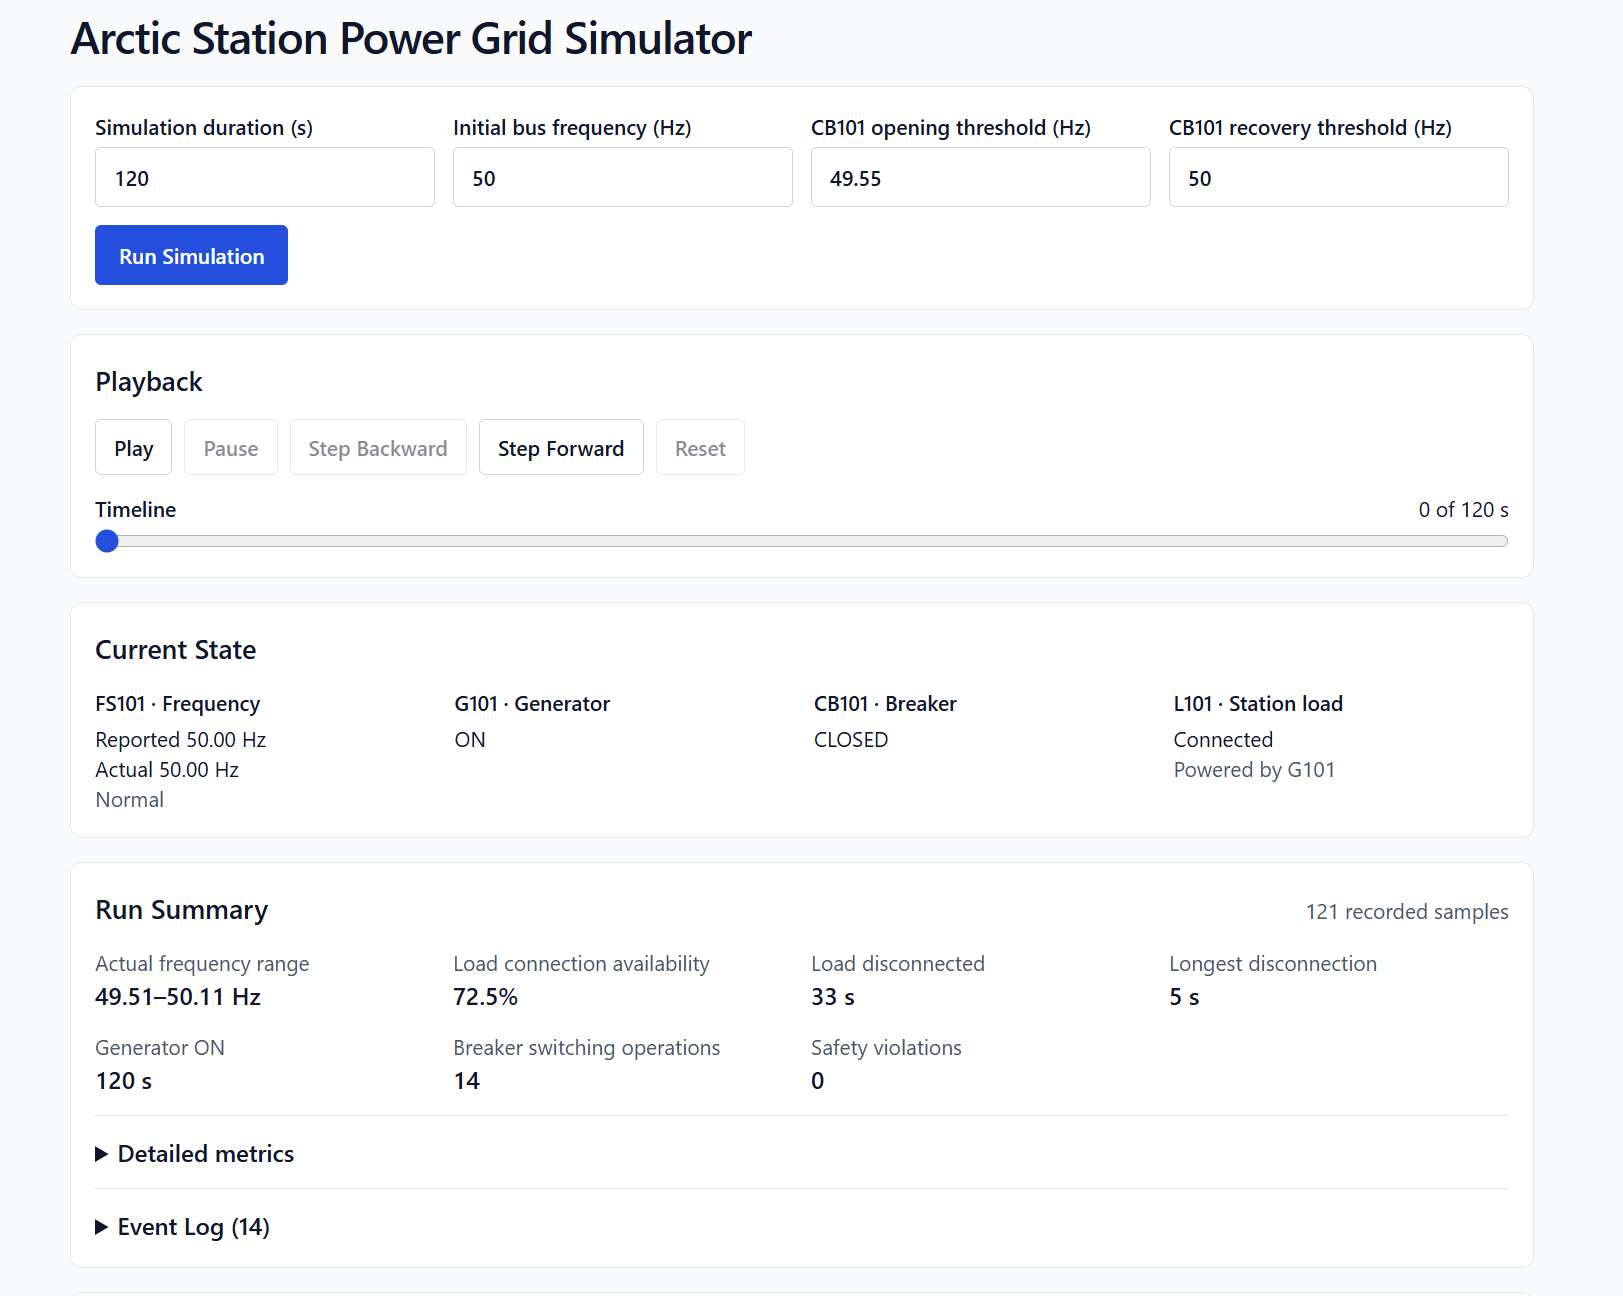 Arctic Station Power Grid Simulator
Simulation duration (s)
Initial bus frequency (Hz)
CB101 opening threshold (Hz)
CB101 recovery threshold (Hz)
120
50
49.55
50
Run Simulation
Playback
Play
Pause
Step Backward
Step Forward
Reset
Timeline
0 of 120 s
Current State
FS101 · Frequency
Reported 50.00 Hz
Actual 50.00 Hz
Normal
G101 · Generator
ON
CB101 · Breaker
CLOSED
L101 · Station load
Connected
Powered by G101
Run Summary
121 recorded samples
Actual frequency range
49.51–50.11 Hz
Load connection availability
72.5%
Load disconnected
33 s
Longest disconnection
5 s
Generator ON
120 s
Breaker switching operations
14
Safety violations
0
Detailed metrics
Event Log (14)